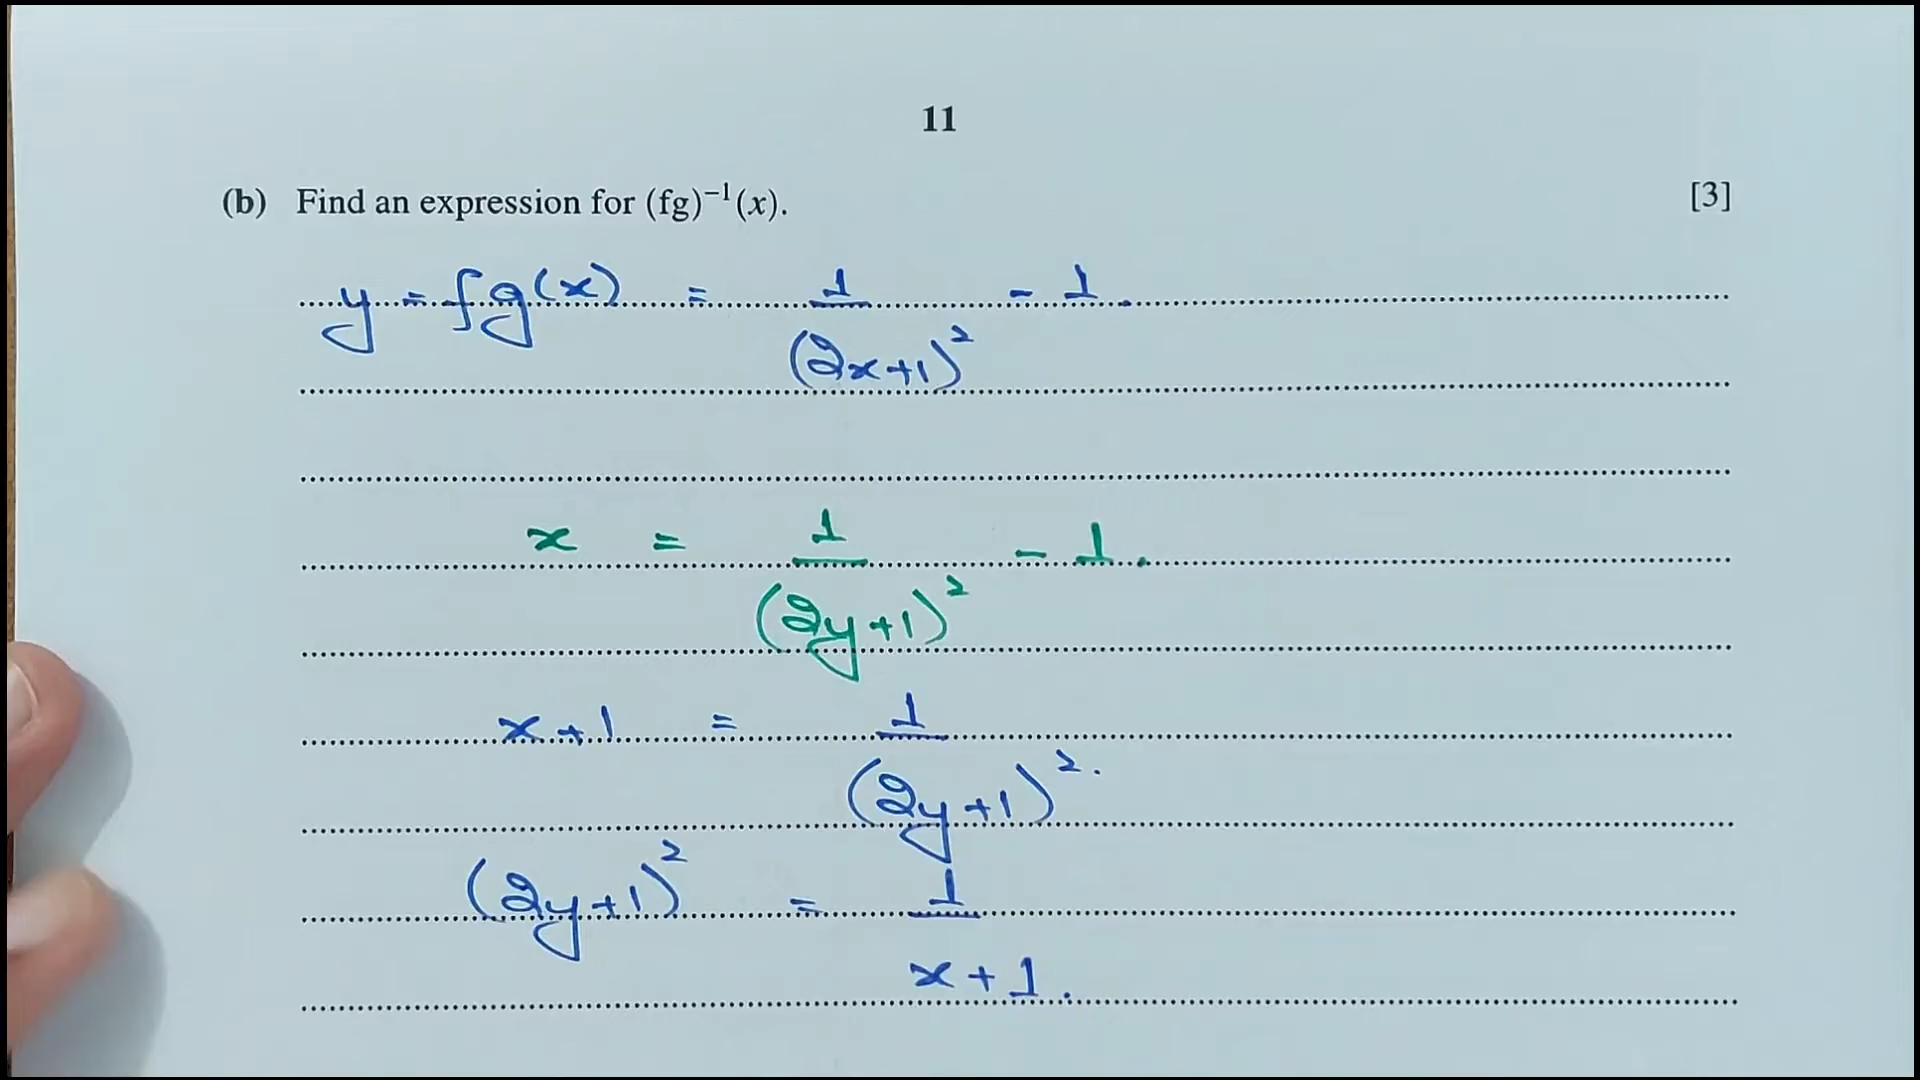 11
(b) Find an expression for (fg)⁻¹(x). [3]
y = fg(x) = 1/(2x+1)² - 1.
x = 1/(2y+1)² - 1.
x+1 = 1/(2y+1)².
(2y+1)² = 1/x+1.